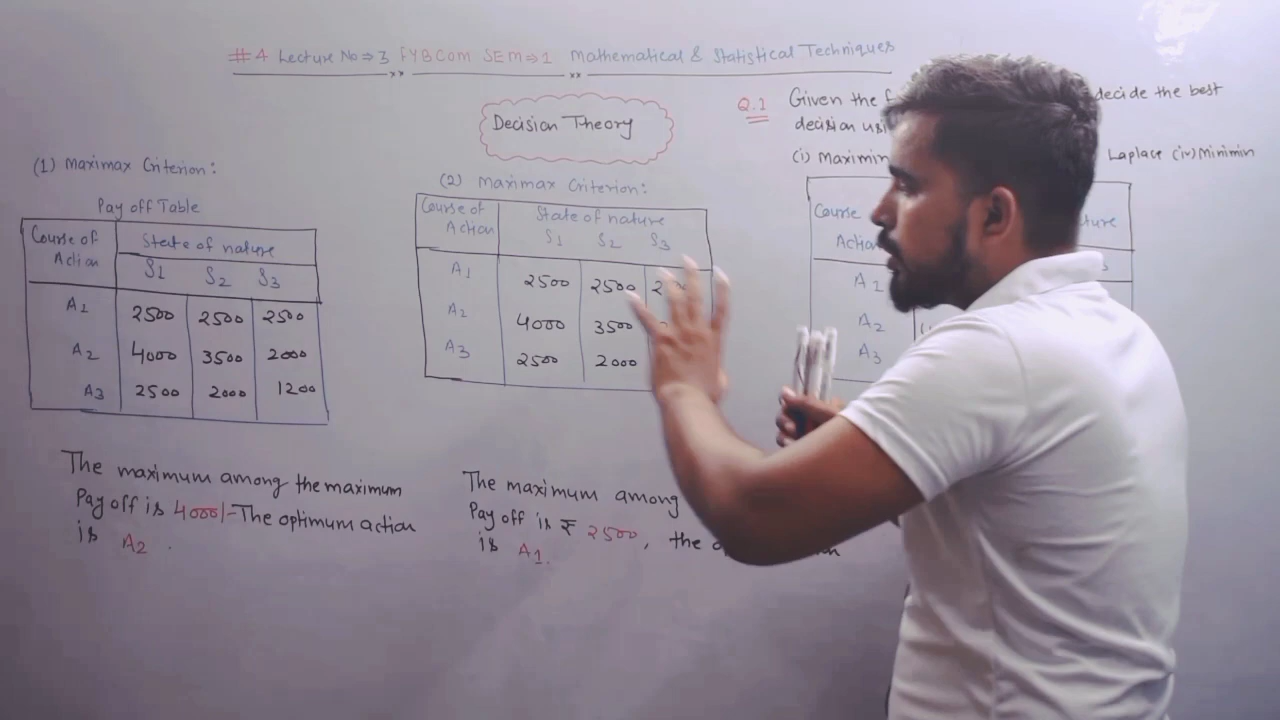 #4 Lecture No⇒3 FYBCOM SEM⇒1 Mathematical & Statistical Techniques
Decision Theory
Q.1 Given the decide the best
decision
(i) Maximin Laplace (iv) Minimin
(1) Maximax Criterion:
Pay off Table
Course of Action State of nature
S1 S2 S3
A1 2500 2500 2500
A2 4000 3500 2000
A3 2500 2000 1200
The maximum among the maximum
Pay off is 4000/- The optimum action
is A2.
(2) Maximax Criterion:
Course of Action State of nature
S1 S2 S3
A1 2500 2500
A2 4000 3500
A3 2500 2000
The maximum among
Pay off is ₹ 2500, the
is A1.
Course
Action
A1
A2
A3